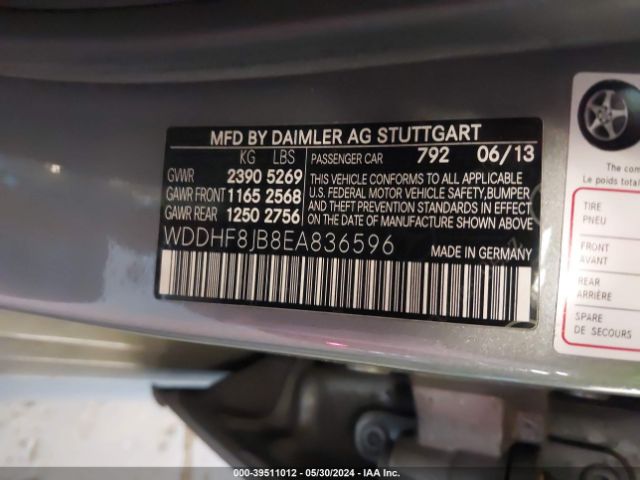 MFD BY DAIMLER AG STUTTGART
KG LBS
GVWR 2390 5269
GAWR FRONT 1165 2568
GAWR REAR 1250 2756
PASSENGER CAR 792 06/13
THIS VEHICLE CONFORMS TO ALL APPLICABLE
U.S. FEDERAL MOTOR VEHICLE SAFETY,BUMPER
AND THEFT PREVENTION STANDARDS IN EFFECT
ON THE DATE OF MANUFACTURE SHOWN ABOVE
WDDHF8JB8EA836596 MADE IN GERMANY
The com
Le poids total
TIRE
PNEU
FRONT
AVANT
REAR
ARRIÈRE
SPARE
DE SECOURS
000-39511012 - 05/30/2024 - IAA Inc.